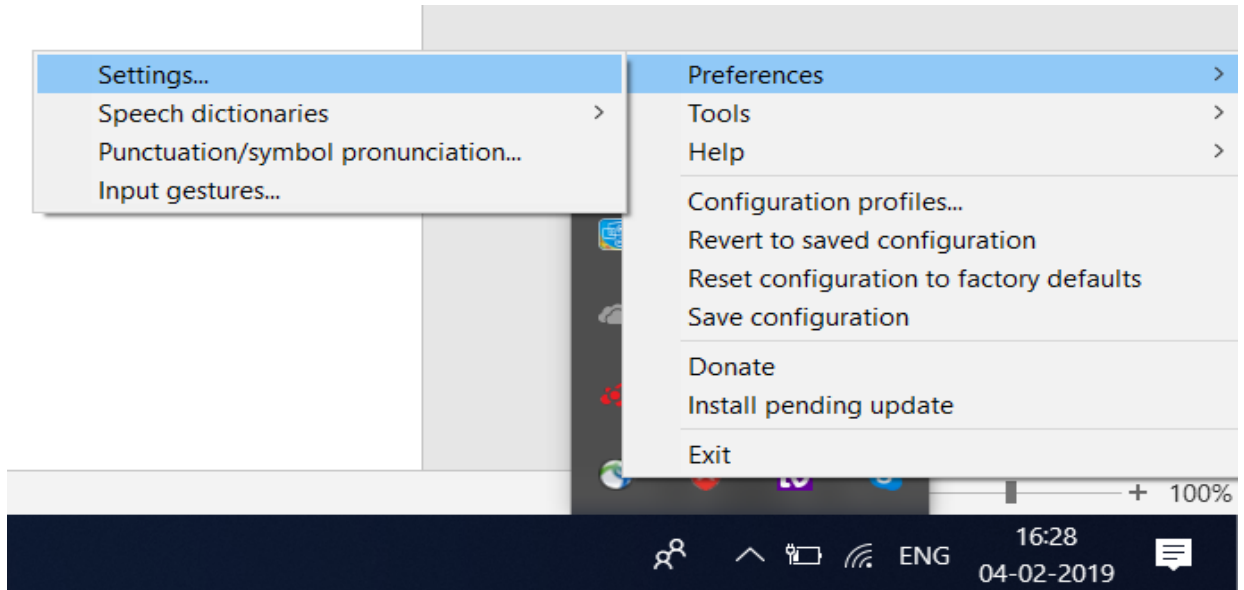 Settings...
Speech dictionaries
Punctuation/symbol pronunciation...
Input gestures...
Preferences
Tools
Help
Configuration profiles...
Revert to saved configuration
Reset configuration to factory defaults
Save configuration
Donate
Install pending update
Exit
100%
ENG
16:28
04-02-2019